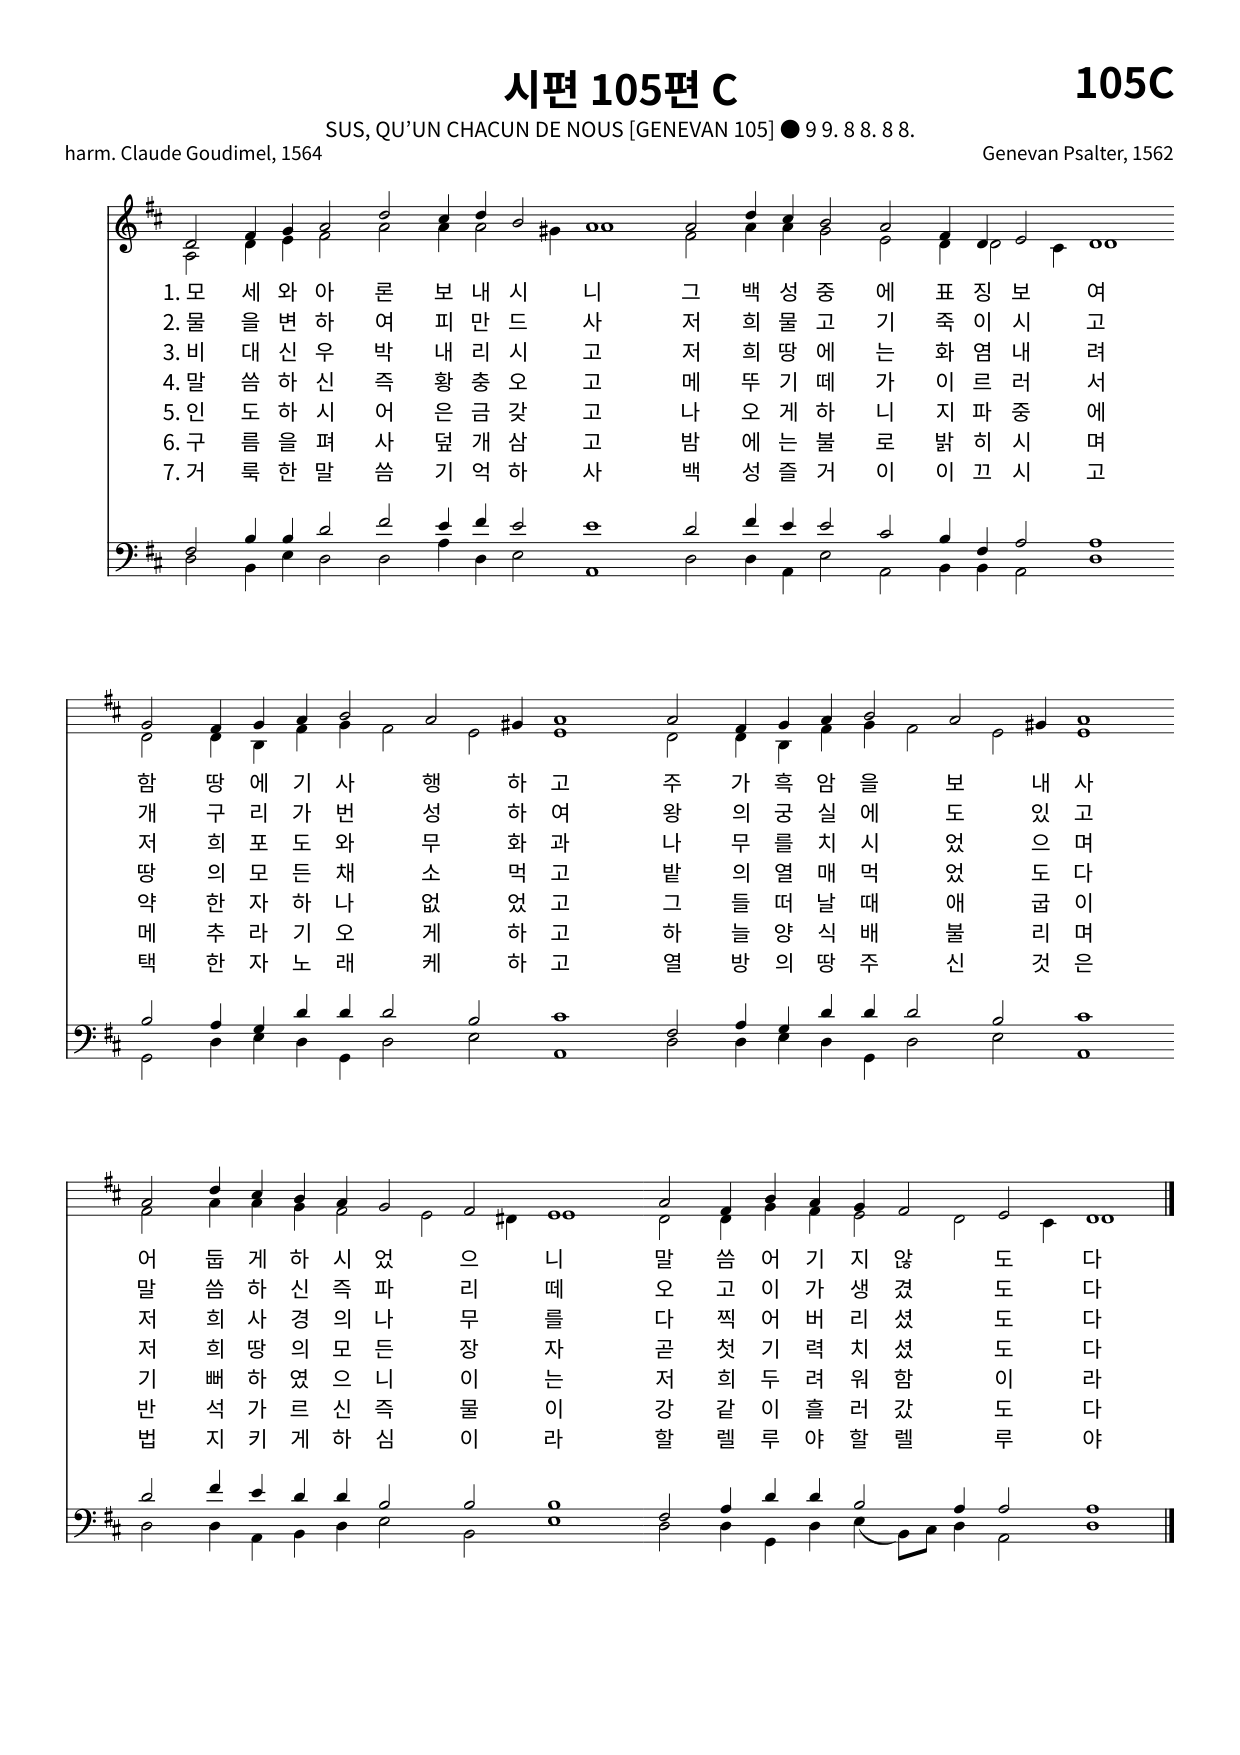 시편 105편 C
105C
SUS, QU’UN CHACUN DE NOUS [GENEVAN 105] ● 9 9. 8 8. 8 8.
harm. Claude Goudimel, 1564
Genevan Psalter, 1562
1. 모 세 와 아 론 보 내 시 니 그 백 성 중 에 표 징 보 여
2. 물 을 변 하 여 피 만 드 사 저 희 물 고 기 죽 이 시 고
3. 비 대 신 우 박 내 리 시 고 저 희 땅 에 는 화 염 내 려
4. 말 씀 하 신 즉 황 충 오 고 메 뚜 기 떼 가 이 르 러 서
5. 인 도 하 시 어 은 금 갖 고 나 오 게 하 니 지 파 중 에
6. 구 름 을 펴 사 덮 개 삼 고 밤 에 는 불 로 밝 히 시 며
7. 거 룩 한 말 씀 기 억 하 사 백 성 즐 거 이 이 끄 시 고
함 땅 에 기 사 행 하 고 주 가 흑 암 을 보 내 사
개 구 리 가 번 성 하 여 왕 의 궁 실 에 도 있 고
저 희 포 도 와 무 화 과 나 무 를 치 시 었 으 며
땅 의 모 든 채 소 먹 고 밭 의 열 매 먹 었 도 다
약 한 자 하 나 없 었 고 그 들 떠 날 때 애 굽 이
메 추 라 기 오 게 하 고 하 늘 양 식 배 불 리 며
택 한 자 노 래 케 하 고 열 방 의 땅 주 신 것 은
어 둡 게 하 시 었 으 니 말 씀 어 기 지 않 도 다
말 씀 하 신 즉 파 리 떼 오 고 이 가 생 겼 도 다
저 희 사 경 의 나 무 를 다 찍 어 버 리 셨 도 다
저 희 땅 의 모 든 장 자 곧 첫 기 력 치 셨 도 다
기 뻐 하 였 으 니 이 는 저 희 두 려 워 함 이 라
반 석 가 르 신 즉 물 이 강 같 이 흘 러 갔 도 다
법 지 키 게 하 심 이 라 할 렐 루 야 할 렐 루 야